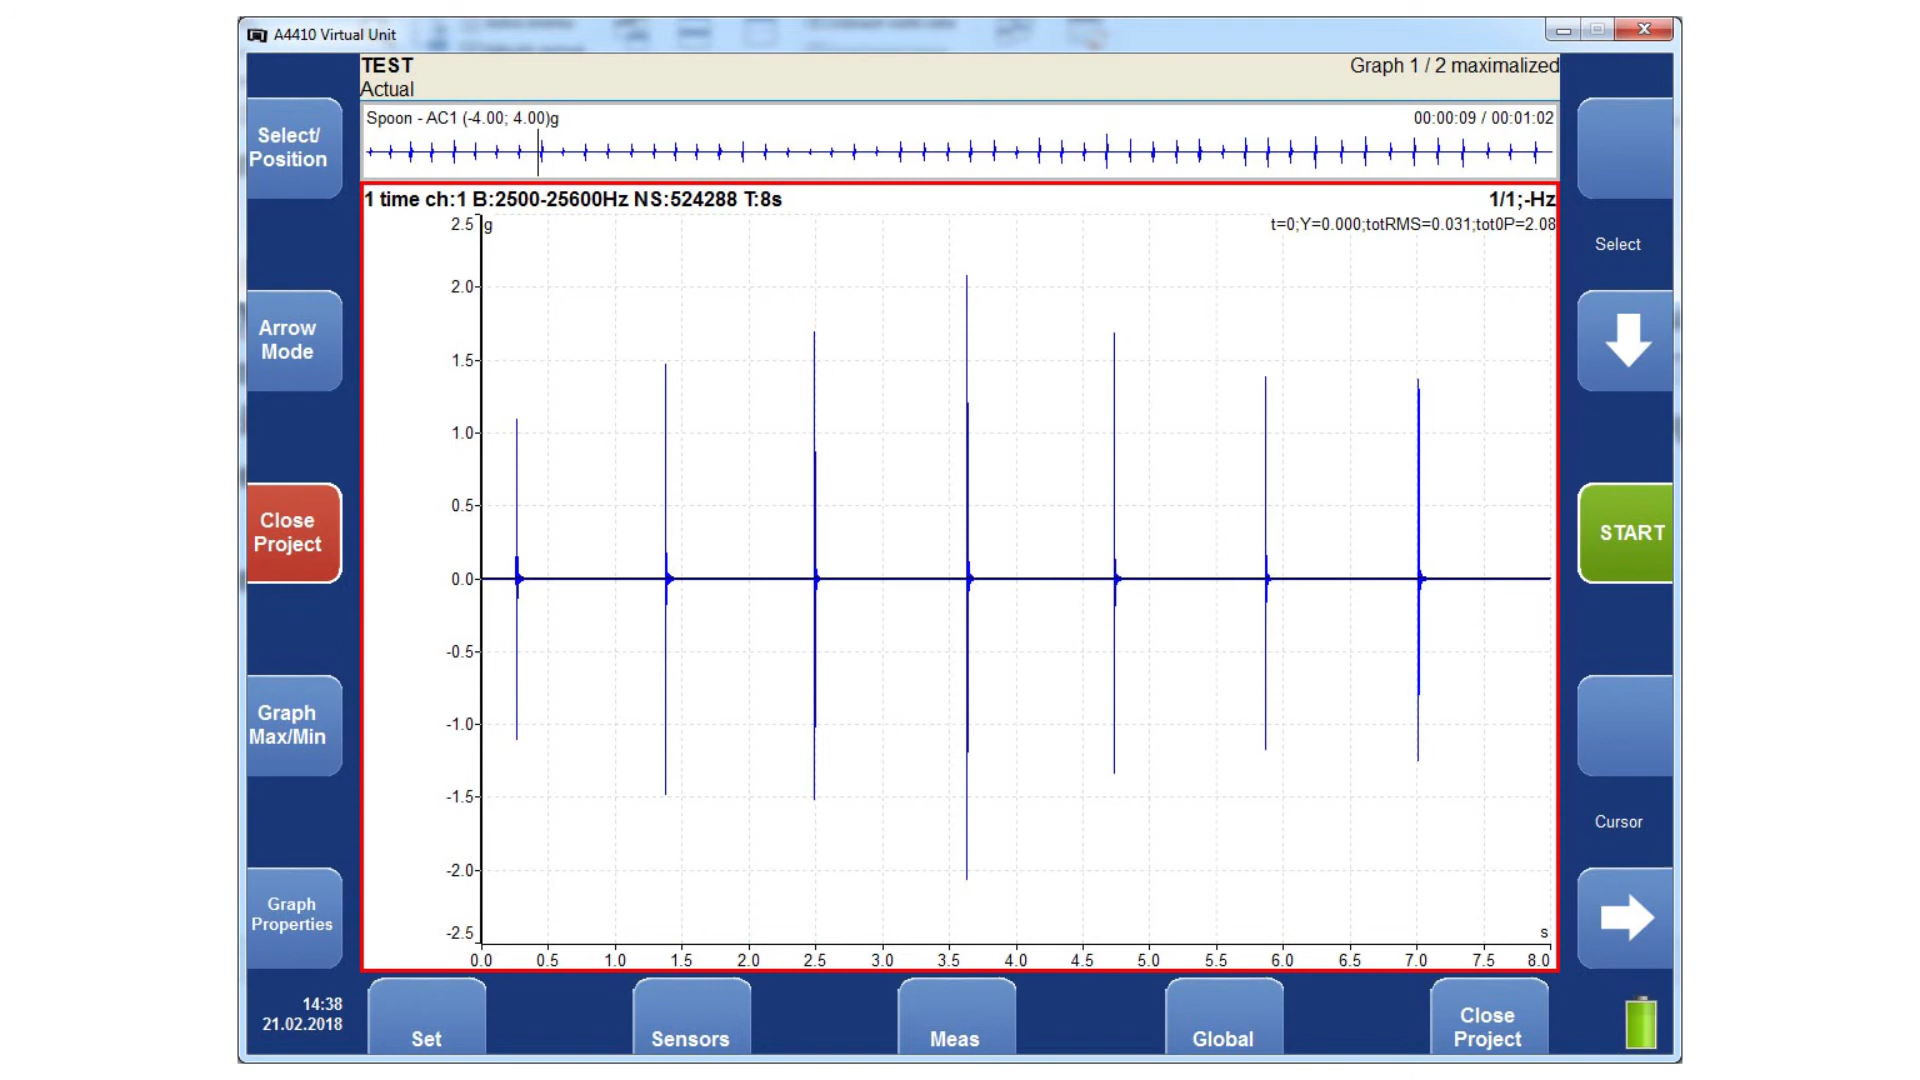 A4410 Virtual Unit
TEST
Graph 1 / 2 maximalized
Actual
Spoon - AC1 (-4.00; 4.00)g
00:00:09 / 00:01:02
1 time ch:1 B:2500-25600Hz NS:524288 T:8s
1/1;-Hz
t=0;Y=0.000;totRMS=0.031;tot0P=2.08
2.5
g
2.0
1.5
1.0
0.5
0.0
-0.5
-1.0
-1.5
-2.0
-2.5
s
0.0 0.5 1.0 1.5 2.0 2.5 3.0 3.5 4.0 4.5 5.0 5.5 6.0 6.5 7.0 7.5 8.0
Select/
Position
Arrow
Mode
Close
Project
Graph
Max/Min
Graph
Properties
14:38
21.02.2018
Select
START
Cursor
Set
Sensors
Meas
Global
Close
Project